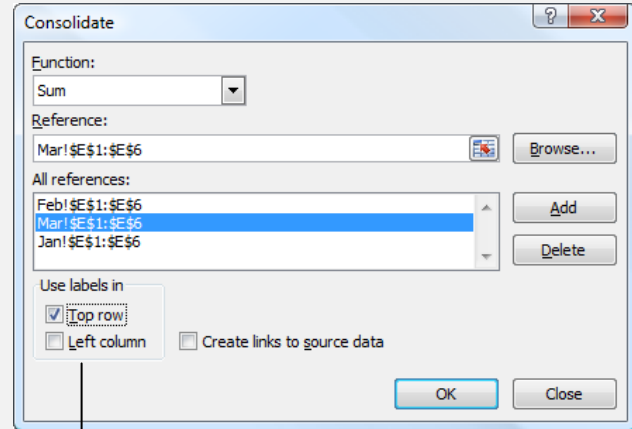 Consolidate
Function:
Sum
Reference:
Mar!$E$1:$E$6
Browse...
All references:
Feb!$E$1:$E$6
Mar!$E$1:$E$6
Jan!$E$1:$E$6
Add
Delete
Use labels in
Top row
Left column
Create links to source data
OK
Close